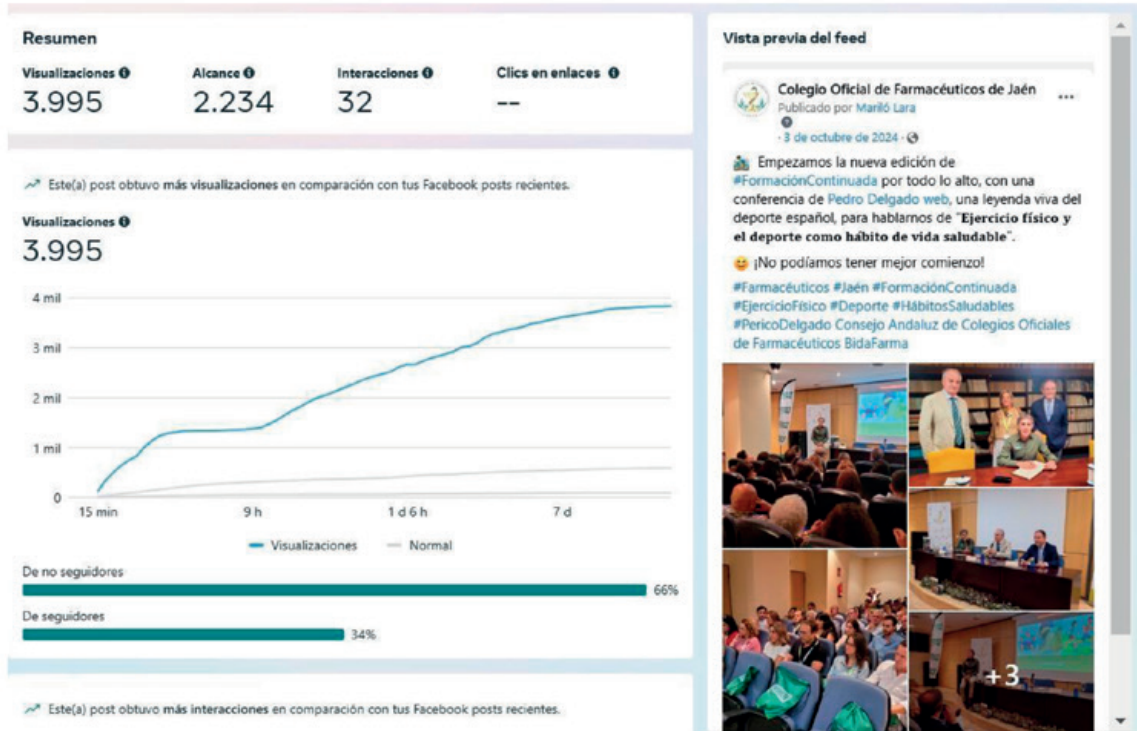 Resumen
Visualizaciones
Alcance
Interacciones
Clics en enlaces
3.995
2.234
32
--
Este(a) post obtuvo más visualizaciones en comparación con tus Facebook posts recientes.
Visualizaciones
3.995
4 mil
3 mil
2 mil
1 mil
0
15 min
9 h
1 d 6 h
7 d
Visualizaciones
Normal
De no seguidores
66%
De seguidores
34%
Este(a) post obtuvo más interacciones en comparación con tus Facebook posts recientes.
Vista previa del feed
Colegio Oficial de Farmacéuticos de Jaén
Publicado por Mariló Lara
· 3 de octubre de 2024 ·
Empezamos la nueva edición de
#FormaciónContinuada por todo lo alto, con una
conferencia de Pedro Delgado web, una leyenda viva del
deporte español, para hablarnos de "Ejercicio físico y
el deporte como hábito de vida saludable".
¡No podíamos tener mejor comienzo!
#Farmacéuticos #Jaén #FormaciónContinuada
#EjercicioFísico #Deporte #HábitosSaludables
#PericoDelgado Consejo Andaluz de Colegios Oficiales
de Farmacéuticos BidaFarma
+3